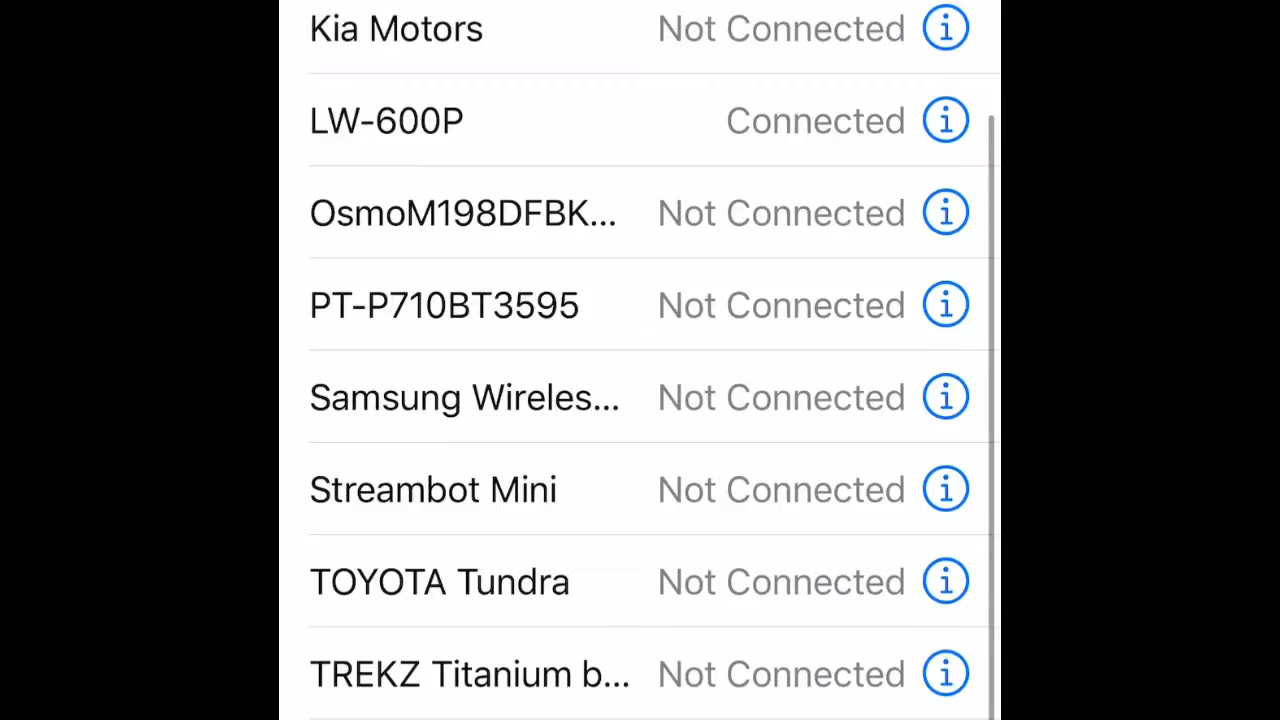 Kia Motors Not Connected
LW-600P Connected
OsmoM198DFBK... Not Connected
PT-P710BT3595 Not Connected
Samsung Wireles... Not Connected
Streambot Mini Not Connected
TOYOTA Tundra Not Connected
TREKZ Titanium b... Not Connected